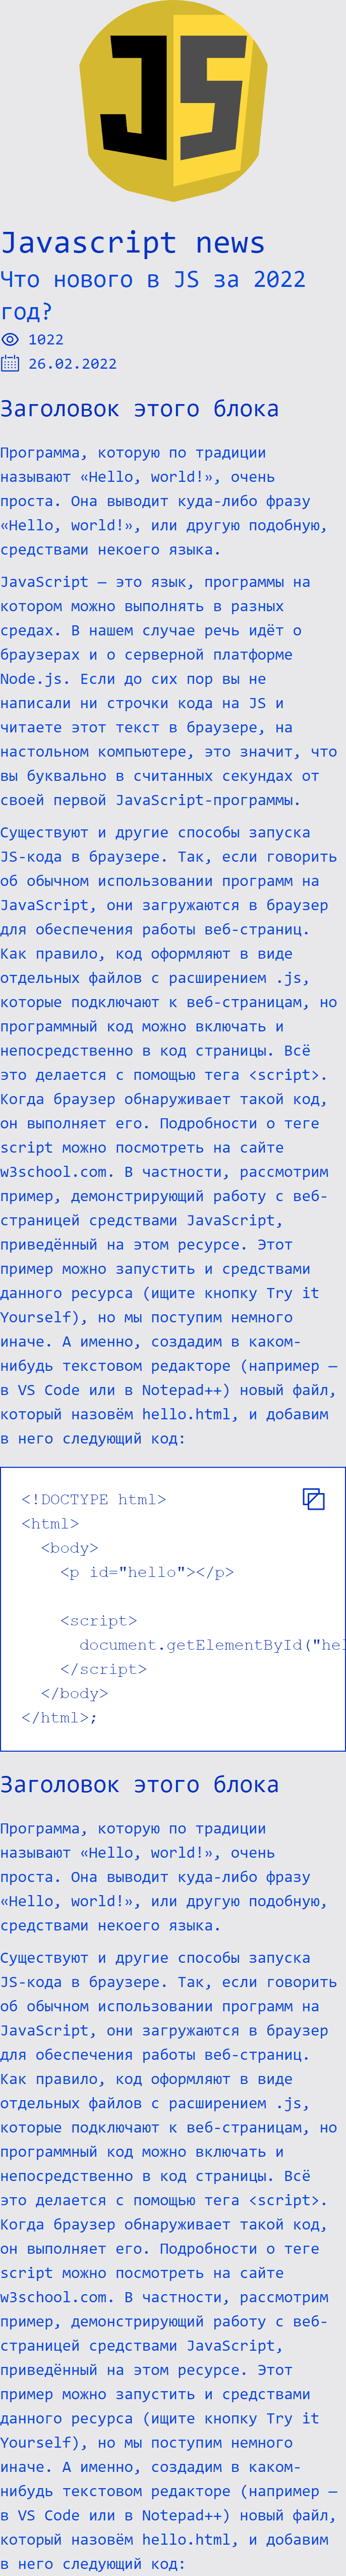 JS
Javascript news
Что нового в JS за 2022
год?
1022
26.02.2022
Заголовок этого блока
Программа, которую по традиции
называют «Hello, world!», очень
проста. Она выводит куда-либо фразу
«Hello, world!», или другую подобную,
средствами некоего языка.
JavaScript — это язык, программы на
котором можно выполнять в разных
средах. В нашем случае речь идёт о
браузерах и о серверной платформе
Node.js. Если до сих пор вы не
написали ни строчки кода на JS и
читаете этот текст в браузере, на
настольном компьютере, это значит, что
вы буквально в считанных секундах от
своей первой JavaScript-программы.
Существуют и другие способы запуска
JS-кода в браузере. Так, если говорить
об обычном использовании программ на
JavaScript, они загружаются в браузер
для обеспечения работы веб-страниц.
Как правило, код оформляют в виде
отдельных файлов с расширением .js,
которые подключают к веб-страницам, но
программный код можно включать и
непосредственно в код страницы. Всё
это делается с помощью тега <script>.
Когда браузер обнаруживает такой код,
он выполняет его. Подробности о теге
script можно посмотреть на сайте
w3school.com. В частности, рассмотрим
пример, демонстрирующий работу с веб-
страницей средствами JavaScript,
приведённый на этом ресурсе. Этот
пример можно запустить и средствами
данного ресурса (ищите кнопку Try it
Yourself), но мы поступим немного
иначе. А именно, создадим в каком-
нибудь текстовом редакторе (например —
в VS Code или в Notepad++) новый файл,
который назовём hello.html, и добавим
в него следующий код:
<!DOCTYPE html>
<html>
<body>
<p id="hello"></p>
<script>
document.getElementById("hel
</script>
</body>
</html>;
Заголовок этого блока
Программа, которую по традиции
называют «Hello, world!», очень
проста. Она выводит куда-либо фразу
«Hello, world!», или другую подобную,
средствами некоего языка.
Существуют и другие способы запуска
JS-кода в браузере. Так, если говорить
об обычном использовании программ на
JavaScript, они загружаются в браузер
для обеспечения работы веб-страниц.
Как правило, код оформляют в виде
отдельных файлов с расширением .js,
которые подключают к веб-страницам, но
программный код можно включать и
непосредственно в код страницы. Всё
это делается с помощью тега <script>.
Когда браузер обнаруживает такой код,
он выполняет его. Подробности о теге
script можно посмотреть на сайте
w3school.com. В частности, рассмотрим
пример, демонстрирующий работу с веб-
страницей средствами JavaScript,
приведённый на этом ресурсе. Этот
пример можно запустить и средствами
данного ресурса (ищите кнопку Try it
Yourself), но мы поступим немного
иначе. А именно, создадим в каком-
нибудь текстовом редакторе (например —
в VS Code или в Notepad++) новый файл,
который назовём hello.html, и добавим
в него следующий код: